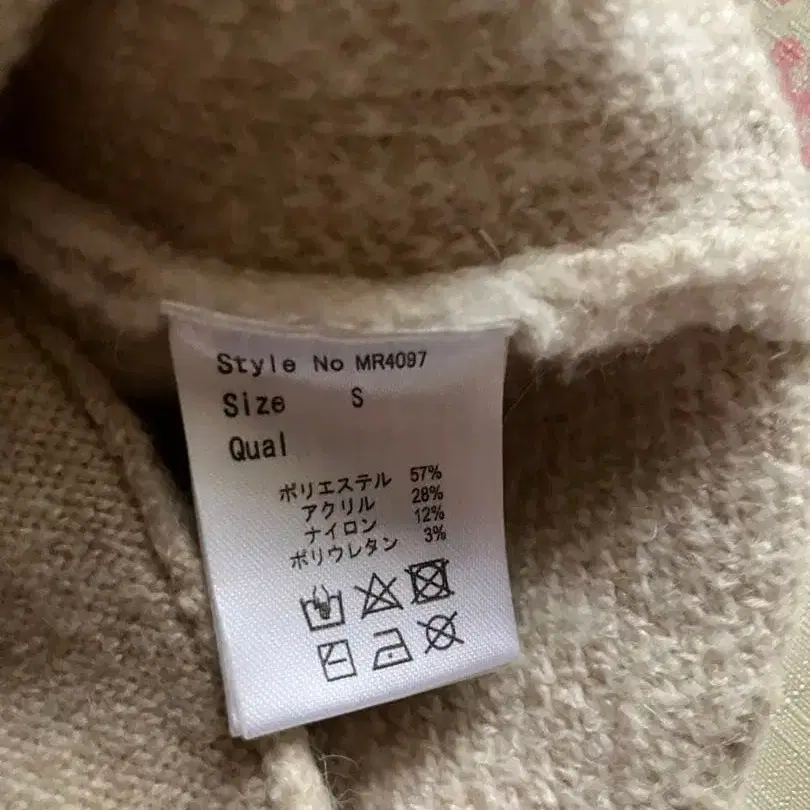 Style No MR4097
Size S
Qual
ポリエステル 57%
アクリル 28%
ナイロン 12%
ポリウレタン 3%